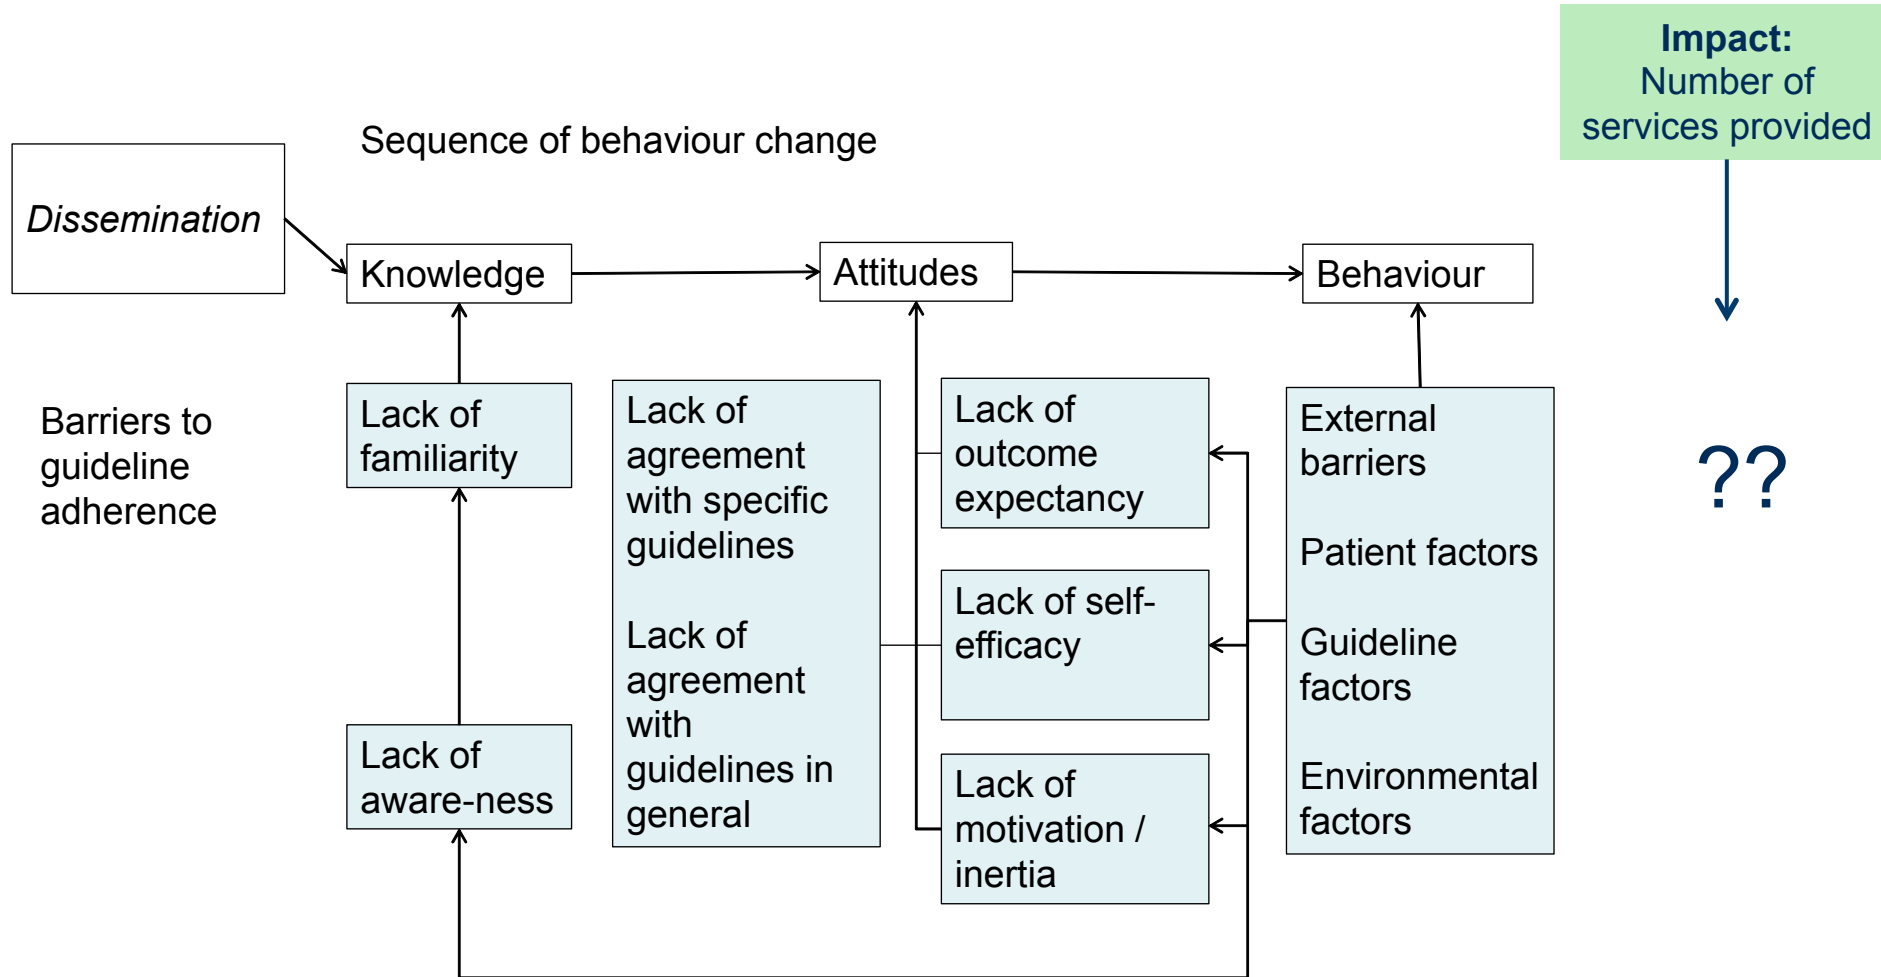 Impact:
Number of
services provided
Sequence of behaviour change
Dissemination
Knowledge
Attitudes
Behaviour
Barriers to
guideline
adherence
Lack of
familiarity
Lack of
aware-ness
Lack of
agreement
with specific
guidelines
Lack of
agreement
with
guidelines in
general
Lack of
outcome
expectancy
Lack of self-
efficacy
Lack of
motivation /
inertia
External
barriers
Patient factors
Guideline
factors
Environmental
factors
??